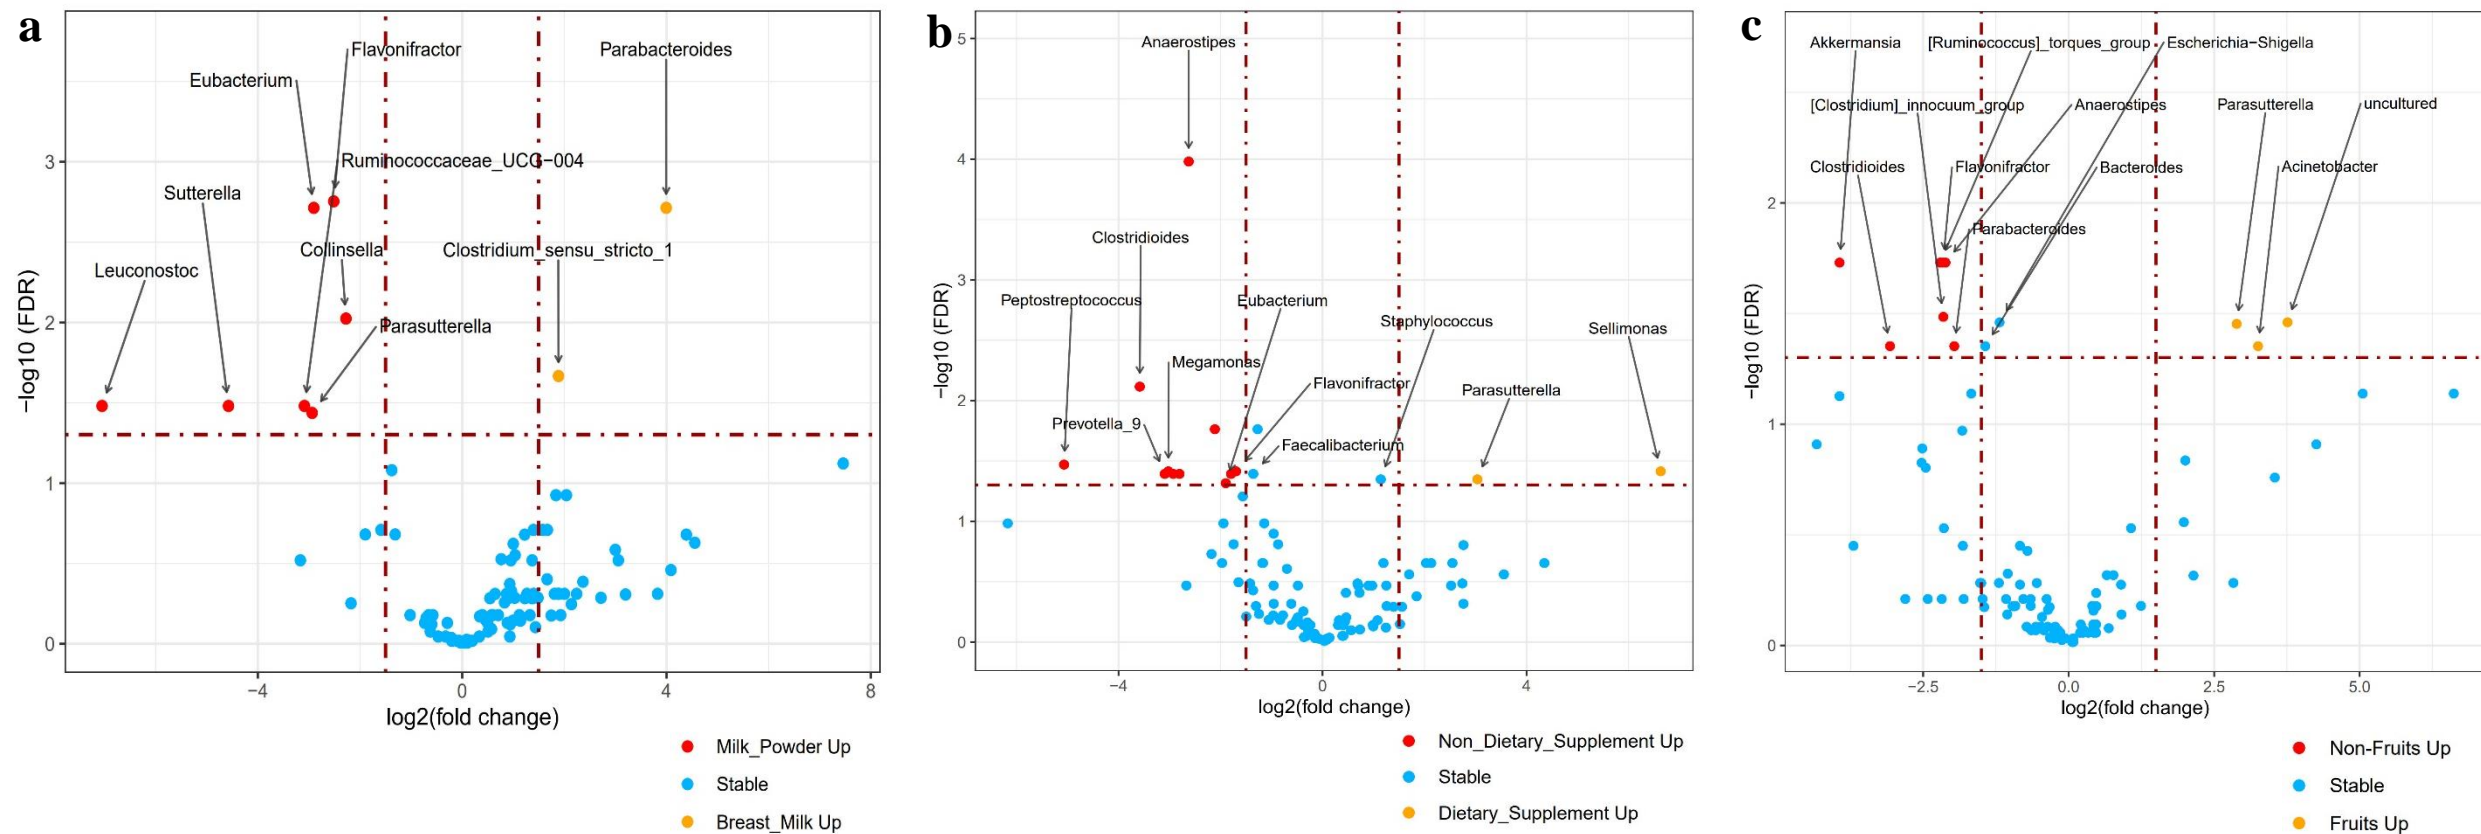 a
Flavonifractor
Parabacteroides
Eubacterium
Ruminococcaceae_UCG−004
Sutterella
Collinsella
Clostridium_sensu_stricto_1
Leuconostoc
Parasutterella
3
2
1
0
−log10 (FDR)
−4
0
4
8
log2(fold change)
Milk_Powder Up
Stable
Breast_Milk Up
b
Anaerostipes
Clostridioides
Peptostreptococcus
Eubacterium
Staphylococcus
Sellimonas
Megamonas
Flavonifractor
Parasutterella
Prevotella_9
Faecalibacterium
5
4
3
2
1
0
−log10 (FDR)
−4
0
4
log2(fold change)
Non_Dietary_Supplement Up
Stable
Dietary_Supplement Up
c
Akkermansia
[Ruminococcus]_torques_group
Escherichia−Shigella
[Clostridium]_innocuum_group
Anaerostipes
Parasutterella
uncultured
Clostridioides
Flavonifractor
Bacteroides
Acinetobacter
Parabacteroides
2
1
0
−log10 (FDR)
−2.5
0.0
2.5
5.0
log2(fold change)
Non-Fruits Up
Stable
Fruits Up